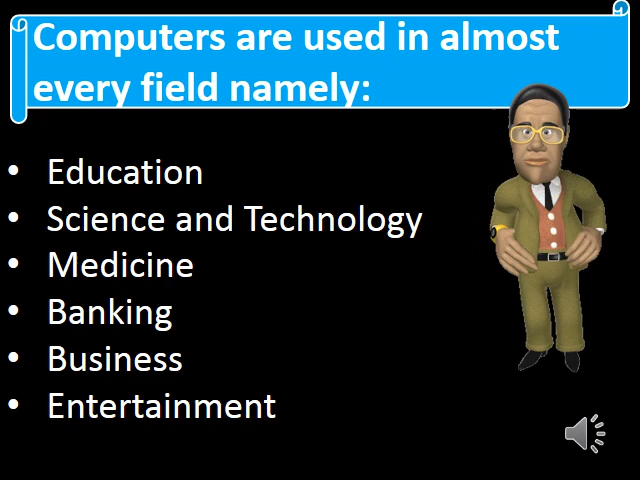 Computers are used in almost
every field namely:
• Education
• Science and Technology
• Medicine
• Banking
• Business
• Entertainment